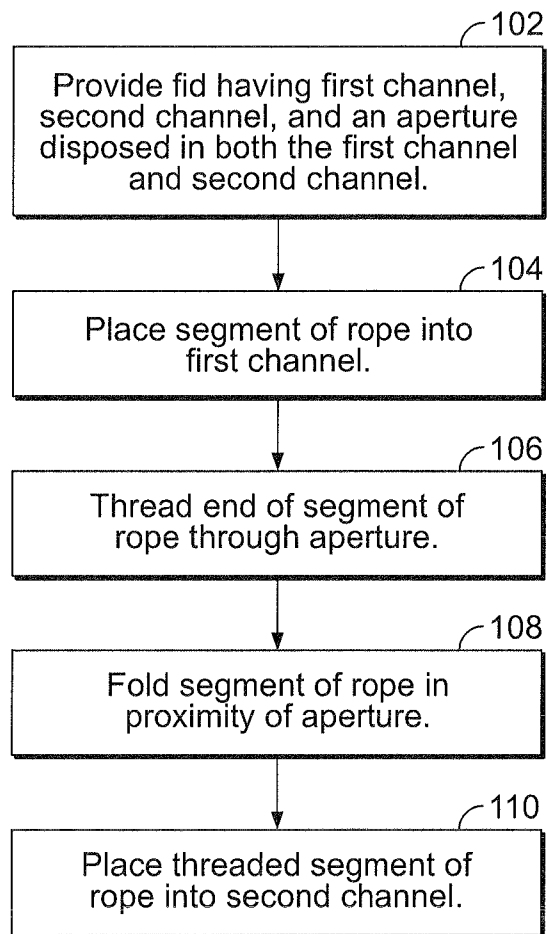 102
Provide fid having first channel,
second channel, and an aperture
disposed in both the first channel
and second channel.
104
Place segment of rope into
first channel.
106
Thread end of segment of
rope through aperture.
108
Fold segment of rope in
proximity of aperture.
110
Place threaded segment of
rope into second channel.